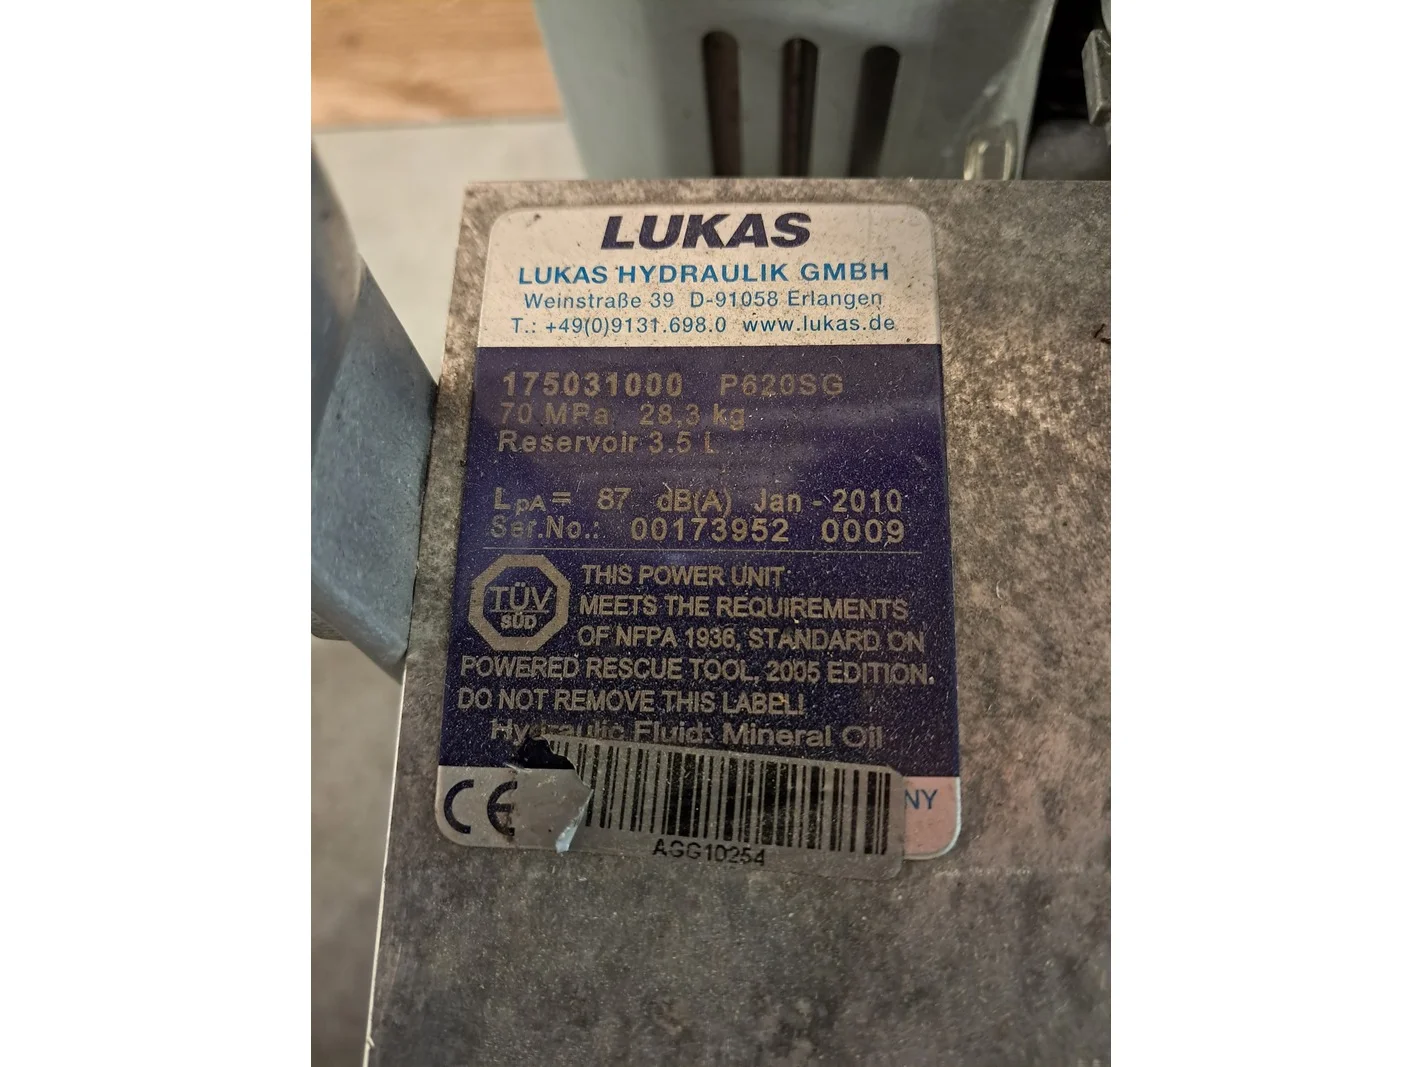 LUKAS
LUKAS HYDRAULIK GMBH
Weinstraße 39 D-91058 Erlangen
T.: +49(0)9131.698.0 www.lukas.de
175031000 P620SG
70 MPa 28,3 kg
Reservoir 3.5 L
LpA = 87 dB(A) Jan - 2010
Ser.No.: 00173952 0009
TÜV
SÜD
THIS POWER UNIT
MEETS THE REQUIREMENTS
OF NFPA 1936, STANDARD ON
POWERED RESCUE TOOL, 2005 EDITION.
DO NOT REMOVE THIS LABEL!
Hydraulic Fluid: Mineral Oil
CE NY
AGG10254